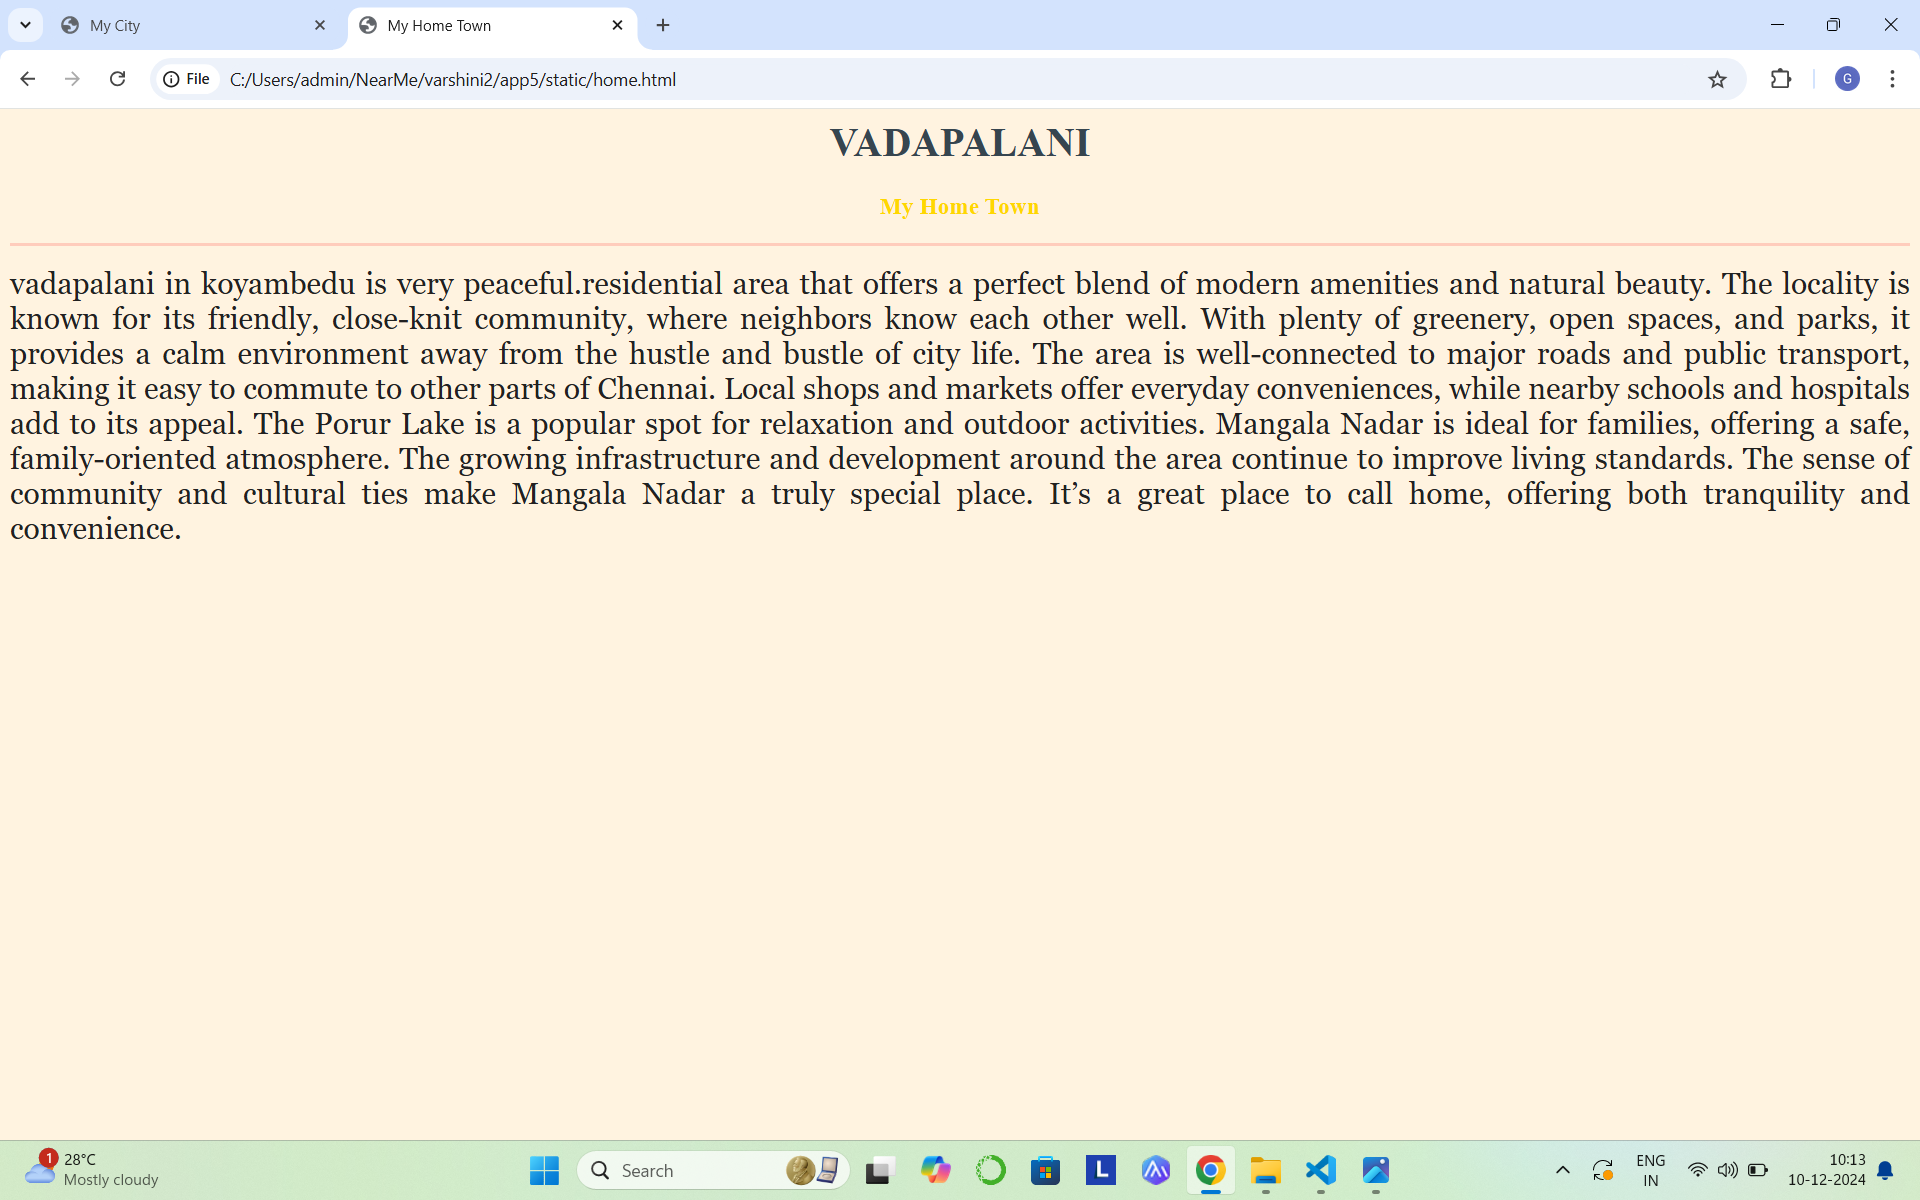 My City
My Home Town
File
C:/Users/admin/NearMe/varshini2/app5/static/home.html
G
VADAPALANI
My Home Town
vadapalani in koyambedu is very peaceful.residential area that offers a perfect blend of modern amenities and natural beauty. The locality is
known for its friendly, close-knit community, where neighbors know each other well. With plenty of greenery, open spaces, and parks, it
provides a calm environment away from the hustle and bustle of city life. The area is well-connected to major roads and public transport,
making it easy to commute to other parts of Chennai. Local shops and markets offer everyday conveniences, while nearby schools and hospitals
add to its appeal. The Porur Lake is a popular spot for relaxation and outdoor activities. Mangala Nadar is ideal for families, offering a safe,
family-oriented atmosphere. The growing infrastructure and development around the area continue to improve living standards. The sense of
community and cultural ties make Mangala Nadar a truly special place. It’s a great place to call home, offering both tranquility and
convenience.
1
28°C
Mostly cloudy
Search
L
ENG
IN
10:13
10-12-2024